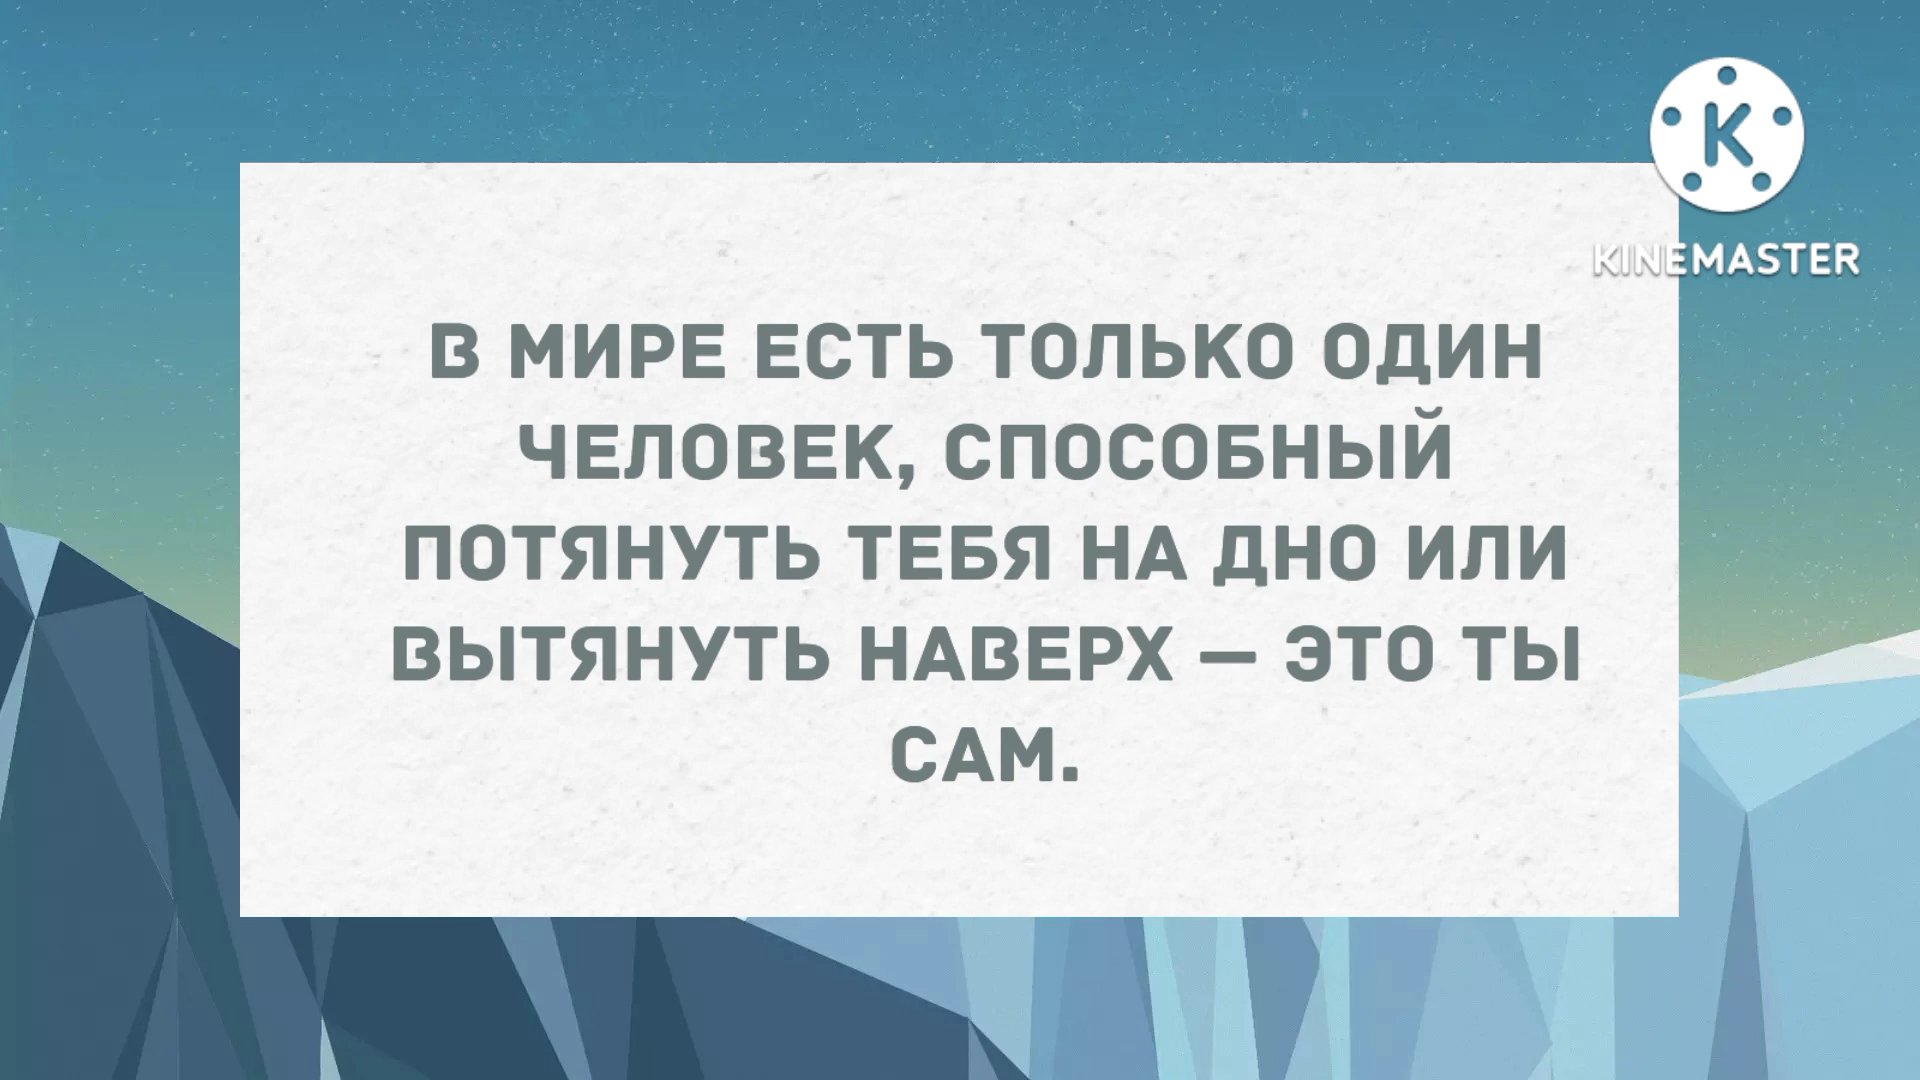 K
KINEMASTER
В МИРЕ ЕСТЬ ТОЛЬКО ОДИН
ЧЕЛОВЕК, СПОСОБНЫЙ
ПОТЯНУТЬ ТЕБЯ НА ДНО ИЛИ
ВЫТЯНУТЬ НАВЕРХ — ЭТО ТЫ
САМ.